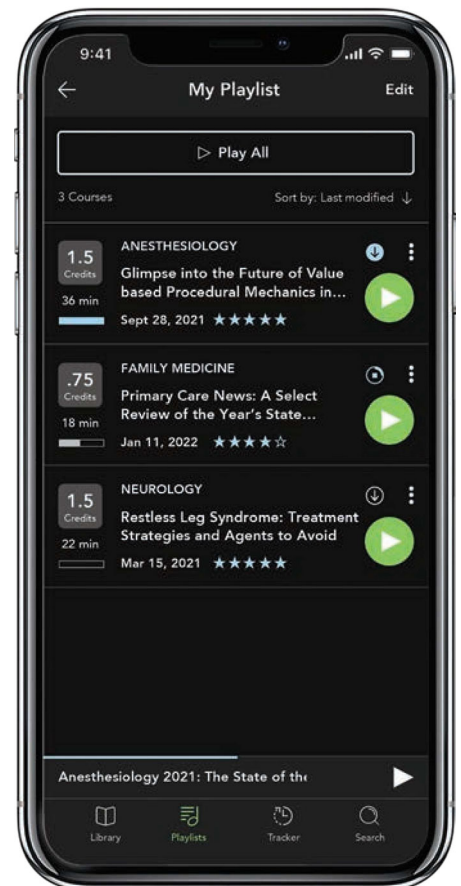 9:41
My Playlist
Edit
Play All
3 Courses
Sort by: Last modified
1.5
Credits
36 min
ANESTHESIOLOGY
Glimpse into the Future of Value
based Procedural Mechanics in...
Sept 28, 2021
.75
Credits
18 min
FAMILY MEDICINE
Primary Care News: A Select
Review of the Year's State...
Jan 11, 2022
1.5
Credits
22 min
NEUROLOGY
Restless Leg Syndrome: Treatment
Strategies and Agents to Avoid
Mar 15, 2021
Anesthesiology 2021: The State of the
Library
Playlists
Tracker
Search